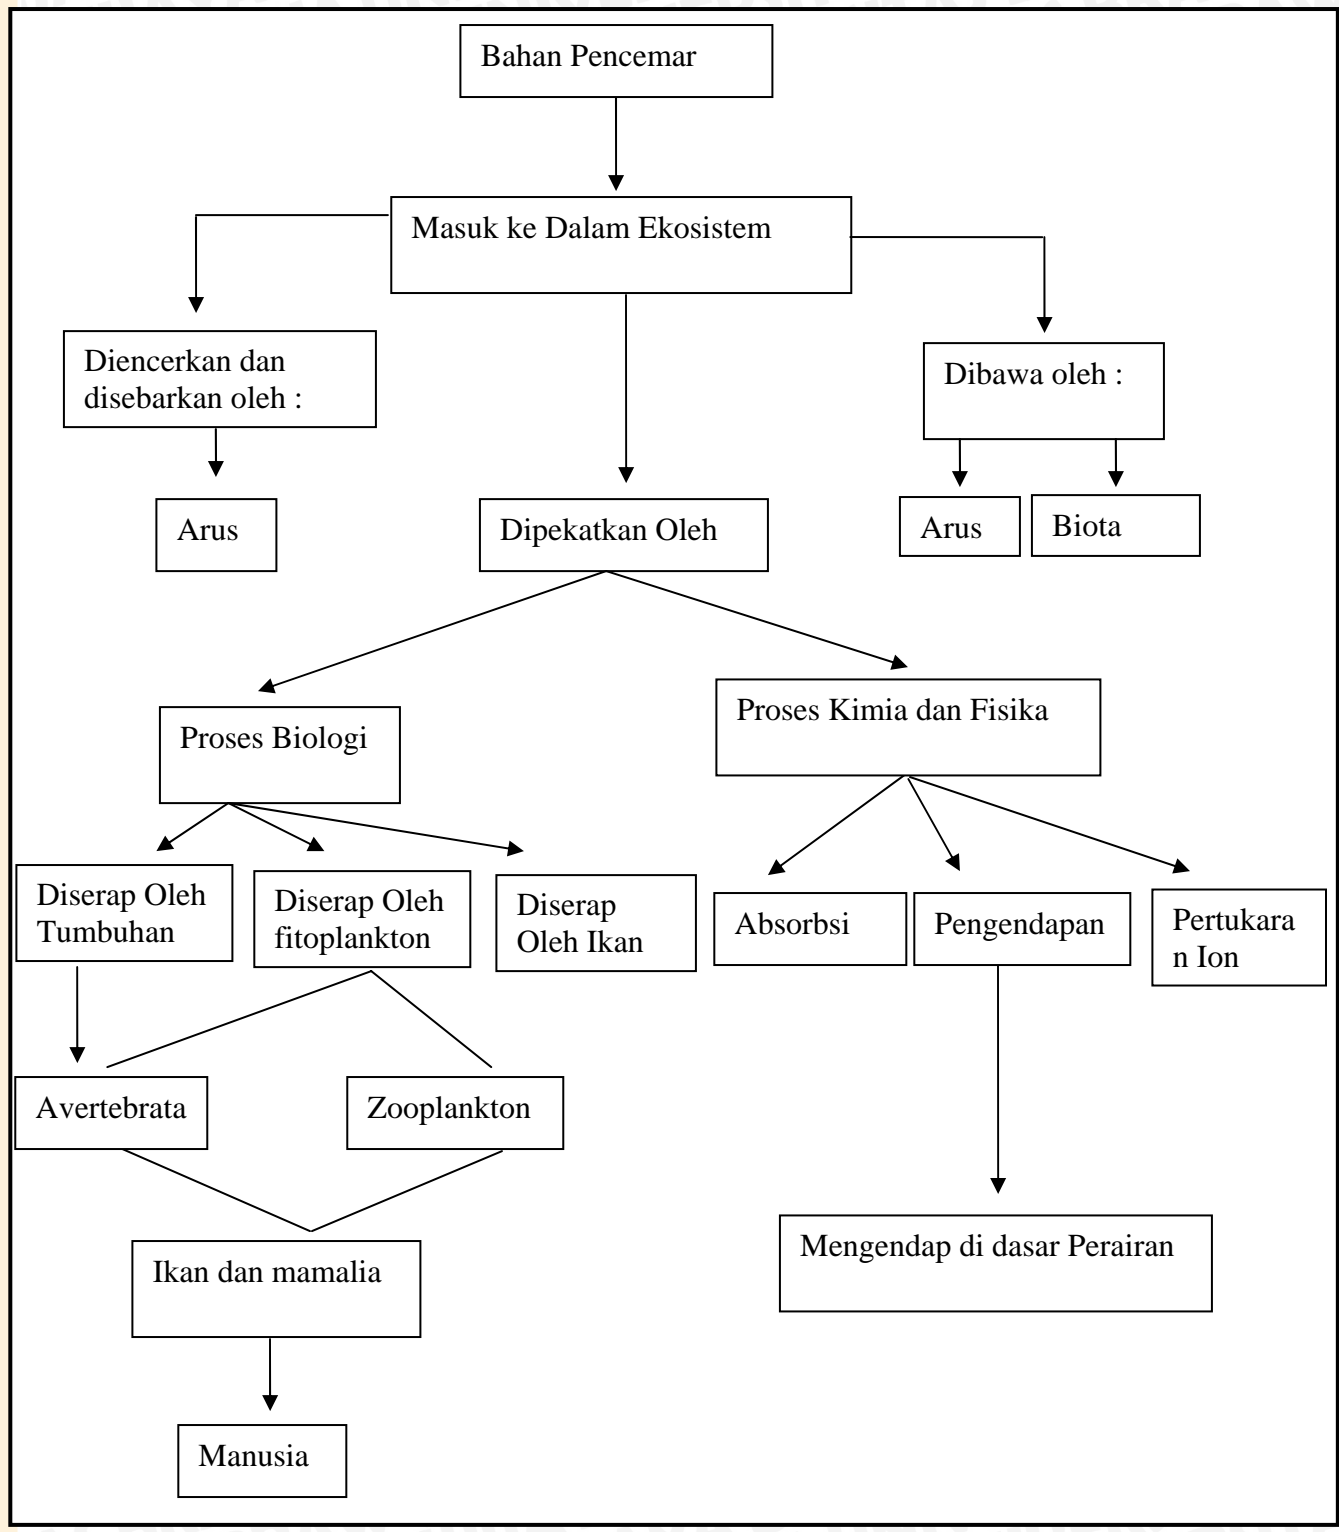 Bahan Pencemar
Masuk ke Dalam Ekosistem
Diencerkan dan
disebarkan oleh :
Dibawa oleh :
Arus
Dipekatkan Oleh
Arus
Biota
Proses Biologi
Proses Kimia dan Fisika
Diserap Oleh
Tumbuhan
Diserap Oleh
fitoplankton
Diserap
Oleh Ikan
Absorbsi
Pengendapan
Pertukara
n Ion
Avertebrata
Zooplankton
Ikan dan mamalia
Mengendap di dasar Perairan
Manusia